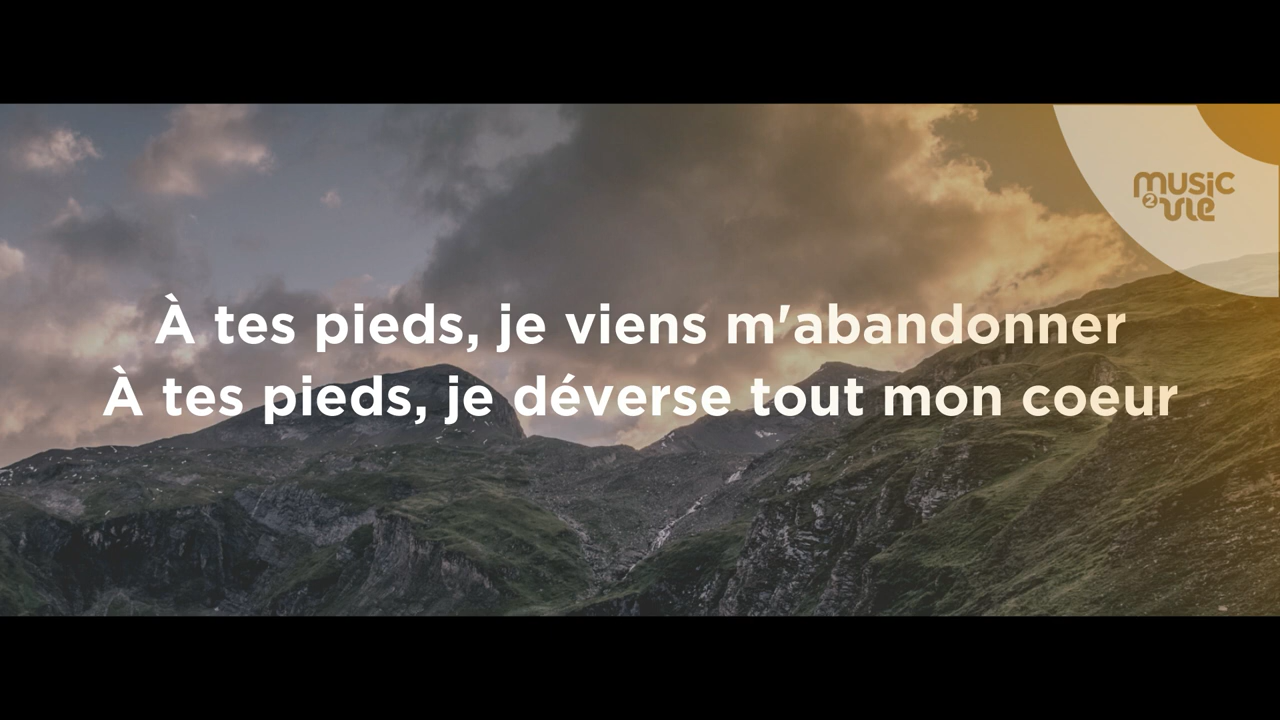 music
2 vie
À tes pieds, je viens m'abandonner
À tes pieds, je déverse tout mon coeur